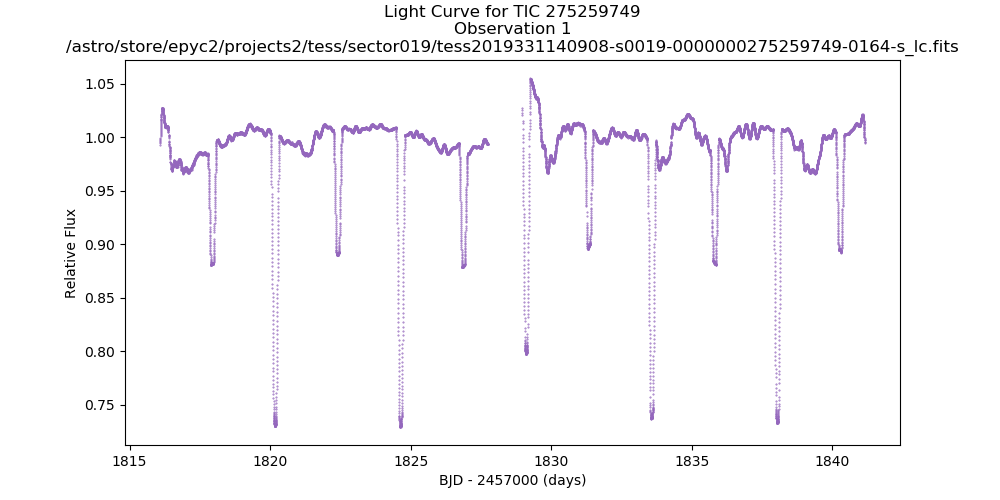 Light Curve for TIC 275259749
Observation 1
/astro/store/epyc2/projects2/tess/sector019/tess2019331140908-s0019-0000000275259749-0164-s_lc.fits
1.05
1.00
0.95
0.90
0.85
0.80
0.75
Relative Flux
1815
1820
1825
1830
1835
1840
BJD - 2457000 (days)